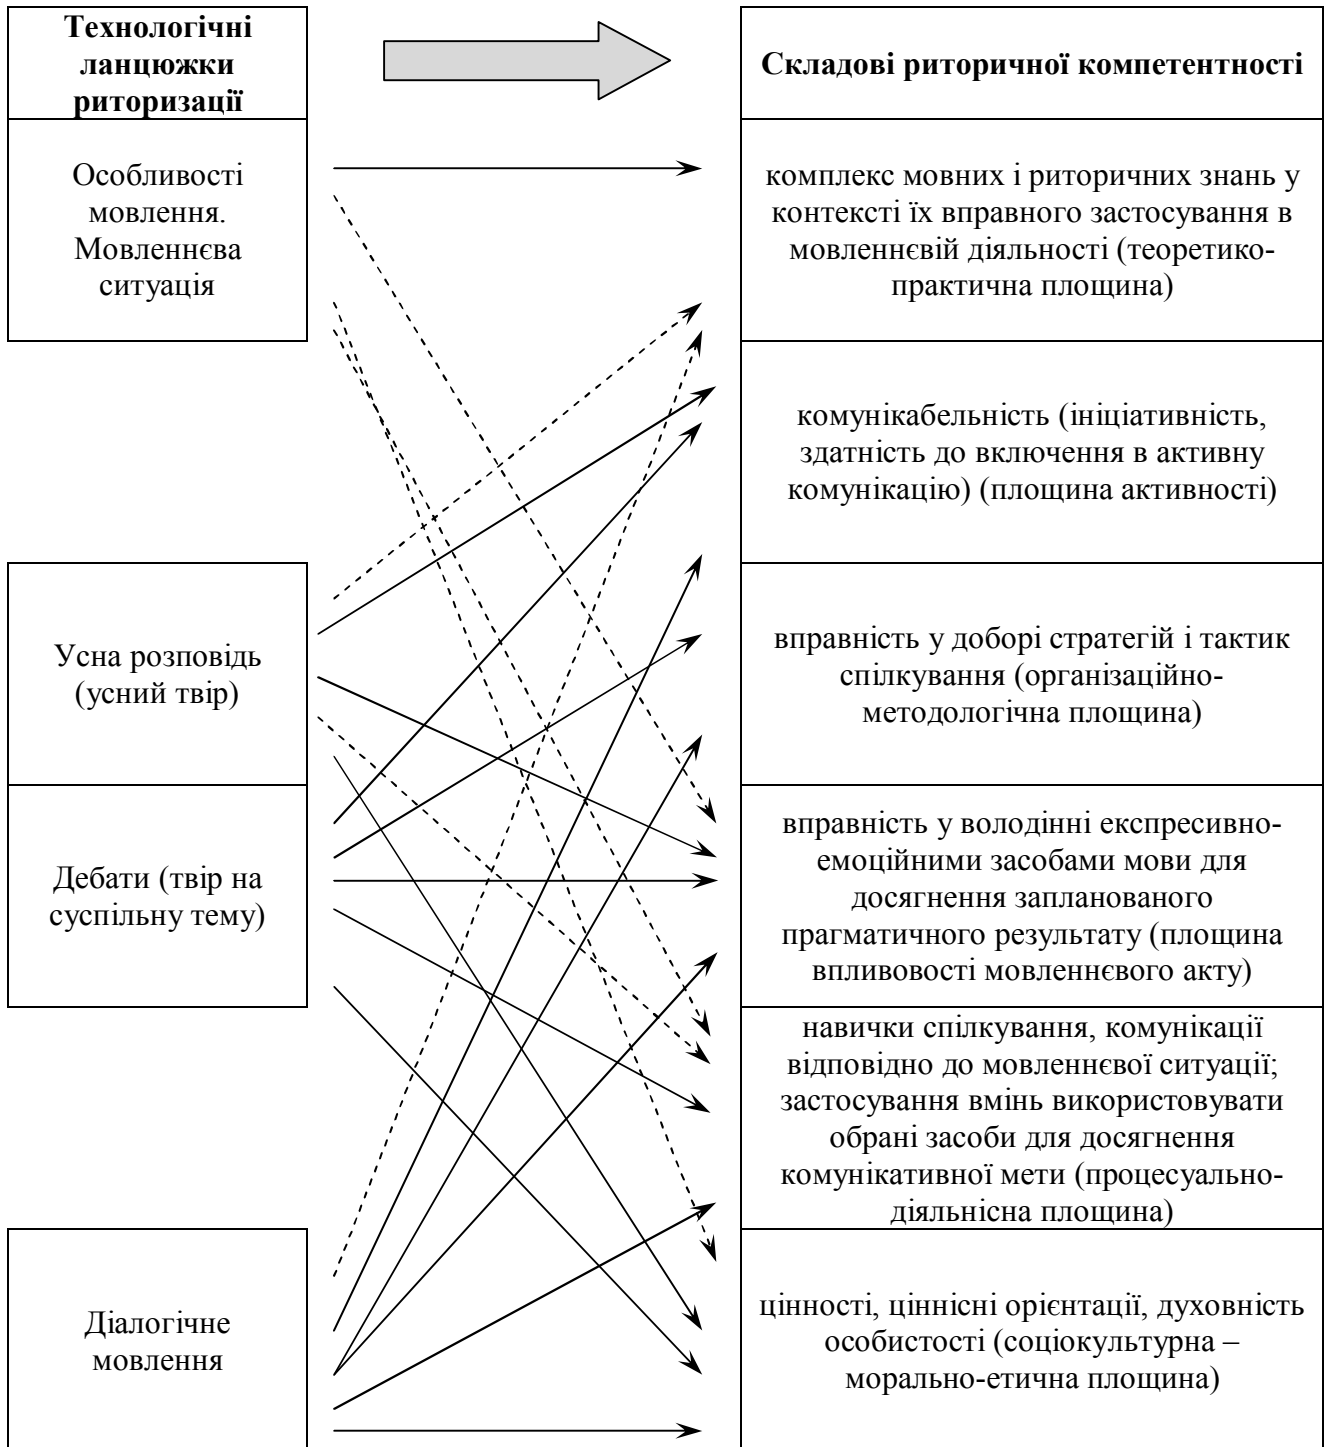 Технологічні
ланцюжки
риторизації
Складові риторичної компетентності
Особливості
мовлення.
Мовленнєва
ситуація
комплекс мовних і риторичних знань у
контексті їх вправного застосування в
мовленнєвій діяльності (теоретико-
практична площина)
комунікабельність (ініціативність,
здатність до включення в активну
комунікацію) (площина активності)
Усна розповідь
(усний твір)
вправність у доборі стратегій і тактик
спілкування (організаційно-
методологічна площина)
Дебати (твір на
суспільну тему)
вправність у володінні експресивно-
емоційними засобами мови для
досягнення запланованого
прагматичного результату (площина
впливовості мовленнєвого акту)
навички спілкування, комунікації
відповідно до мовленнєвої ситуації;
застосування вмінь використовувати
обрані засоби для досягнення
комунікативної мети (процесуально-
діяльнісна площина)
Діалогічне
мовлення
цінності, ціннісні орієнтації, духовність
особистості (соціокультурна –
морально-етична площина)